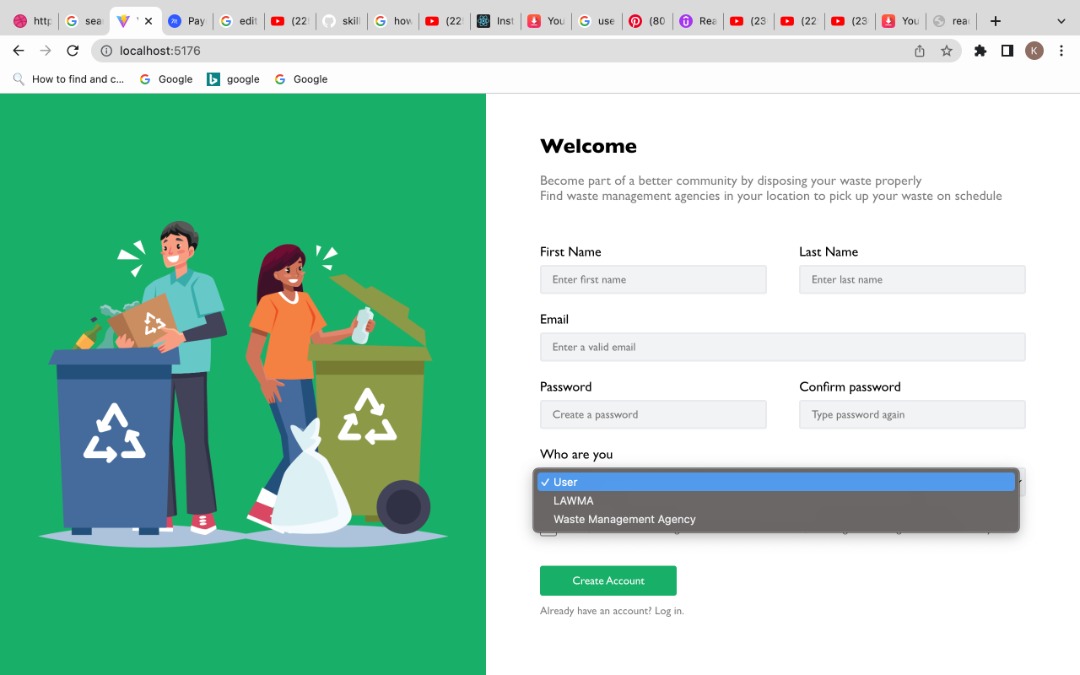 http
sea
Pay
edit
(22
skil
how
(22
Inst
You
use
(80
Rea
(23
(22
(23
You
rea
localhost:5176
K
How to find and c...
Google
google
Google
Welcome
Become part of a better community by disposing your waste properly
Find waste management agencies in your location to pick up your waste on schedule
First Name
Last Name
Enter first name
Enter last name
Email
Enter a valid email
Password
Confirm password
Create a password
Type password again
Who are you
✓ User
LAWMA
Waste Management Agency
Create Account
Already have an account? Log in.